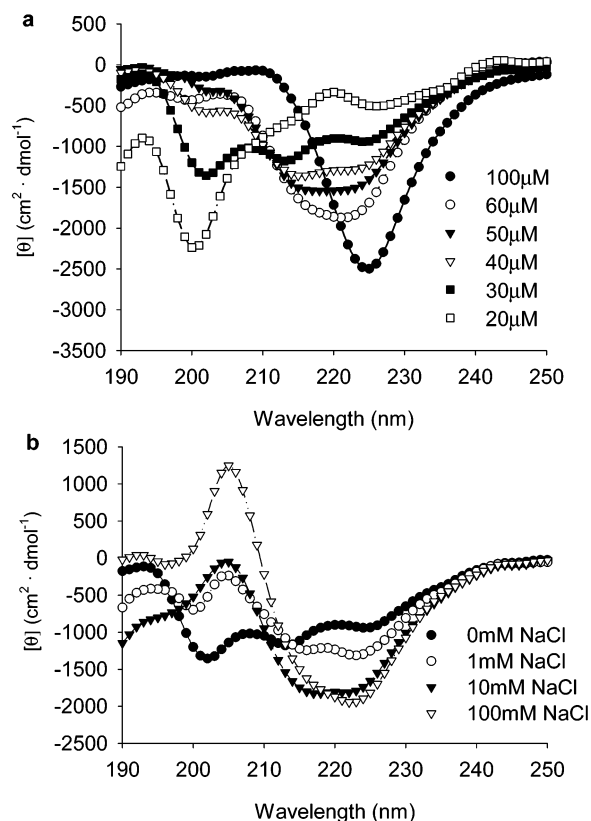 a
500
0
-500
-1000
-1500
-2000
-2500
-3000
-3500
[θ] (cm² · dmol⁻¹)
100µM
60µM
50µM
40µM
30µM
20µM
190 200 210 220 230 240 250
Wavelength (nm)
b
1500
1000
500
0
-500
-1000
-1500
-2000
-2500
[θ] (cm² · dmol⁻¹)
0mM NaCl
1mM NaCl
10mM NaCl
100mM NaCl
190 200 210 220 230 240 250
Wavelength (nm)